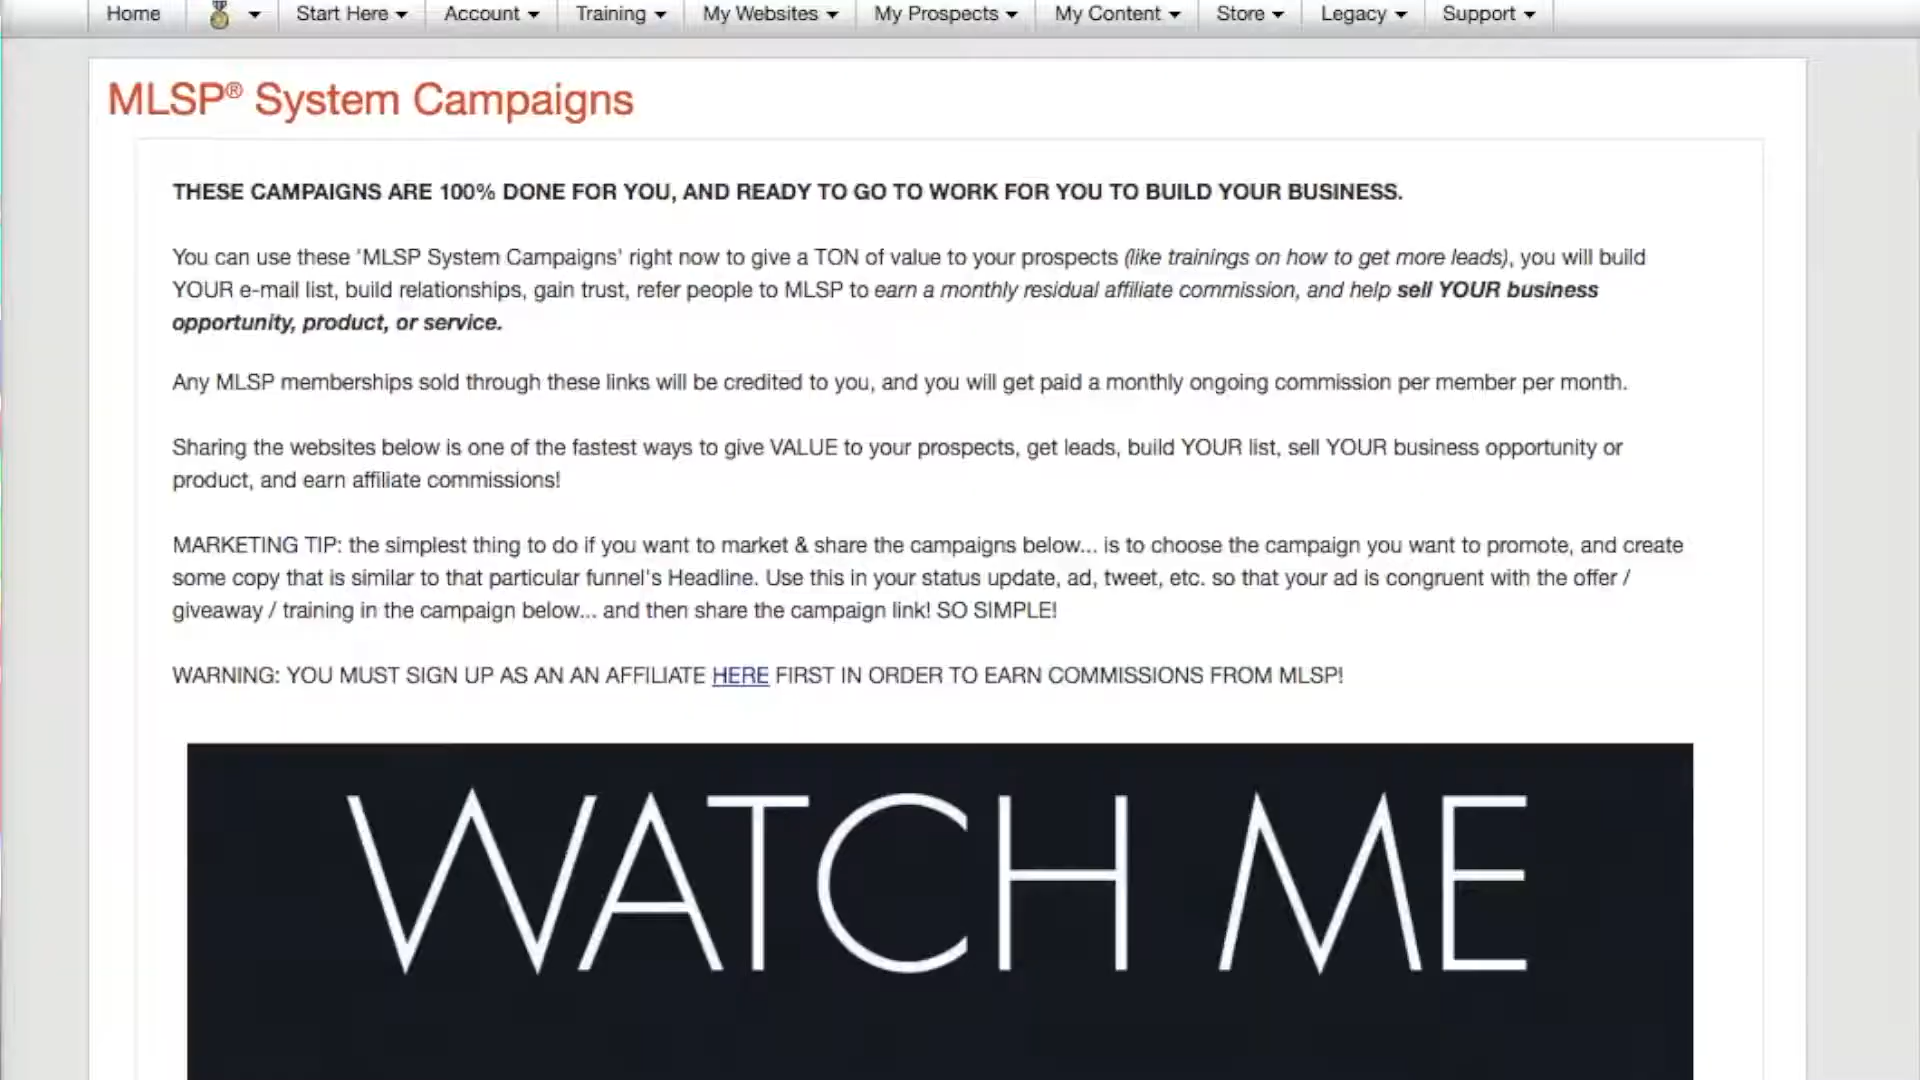 Home Start Here Account Training My Websites My Prospects My Content Store Legacy Support
MLSP® System Campaigns
THESE CAMPAIGNS ARE 100% DONE FOR YOU, AND READY TO GO TO WORK FOR YOU TO BUILD YOUR BUSINESS.
You can use these 'MLSP System Campaigns' right now to give a TON of value to your prospects (like trainings on how to get more leads), you will build
YOUR e-mail list, build relationships, gain trust, refer people to MLSP to earn a monthly residual affiliate commission, and help sell YOUR business
opportunity, product, or service.
Any MLSP memberships sold through these links will be credited to you, and you will get paid a monthly ongoing commission per member per month.
Sharing the websites below is one of the fastest ways to give VALUE to your prospects, get leads, build YOUR list, sell YOUR business opportunity or
product, and earn affiliate commissions!
MARKETING TIP: the simplest thing to do if you want to market & share the campaigns below... is to choose the campaign you want to promote, and create
some copy that is similar to that particular funnel's Headline. Use this in your status update, ad, tweet, etc. so that your ad is congruent with the offer /
giveaway / training in the campaign below... and then share the campaign link! SO SIMPLE!
WARNING: YOU MUST SIGN UP AS AN AN AFFILIATE HERE FIRST IN ORDER TO EARN COMMISSIONS FROM MLSP!
WATCH ME